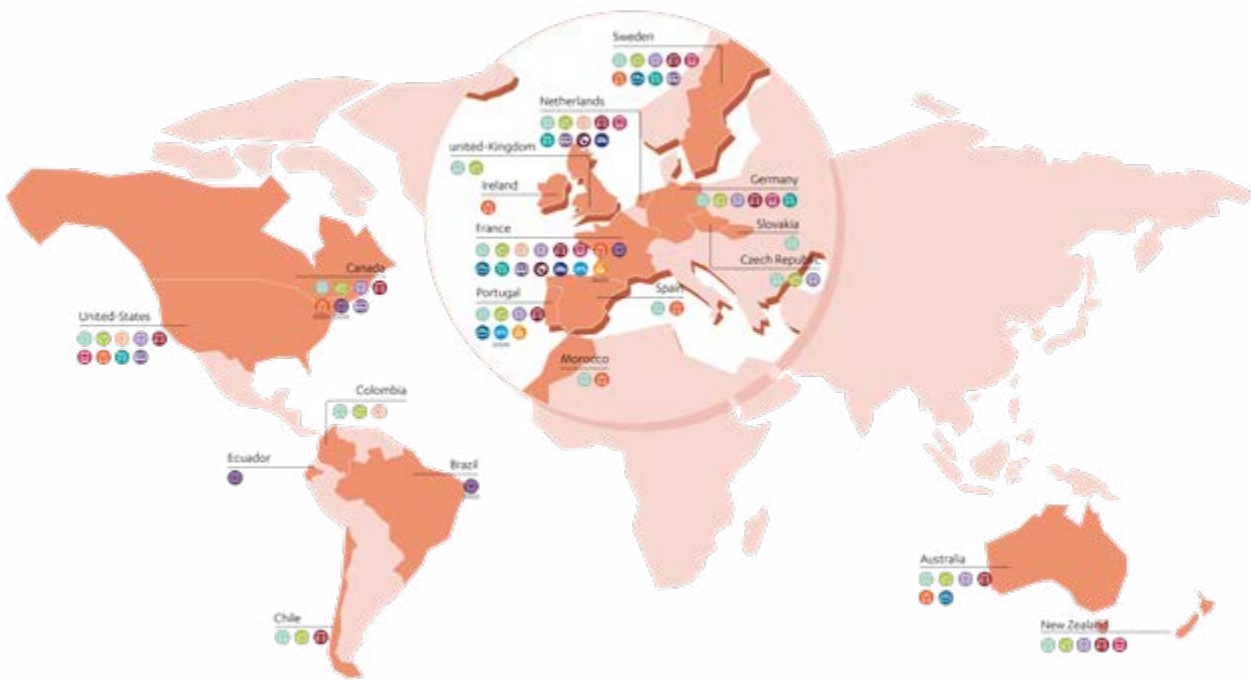 Sweden
Netherlands
united-Kingdom
Ireland
Germany
France
Slovakia
Czech Republic
Portugal
Spain
Morocco
Canada
United-States
Colombia
Ecuador
Brazil
Chile
Australia
New Zealand